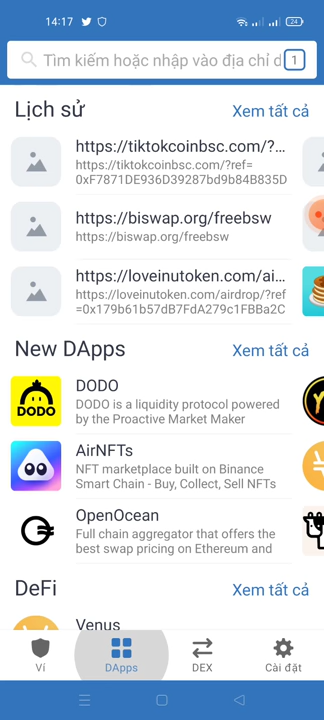 14:17
24
Tìm kiếm hoặc nhập vào địa chỉ d
1
Lịch sử
Xem tất cả
https://tiktokcoinbsc.com/?...
https://tiktokcoinbsc.com/?ref=
0xF7871DE936D39287bd9b84B835D
https://biswap.org/freebsw
https://biswap.org/freebsw
https://loveinutoken.com/ai...
https://loveinutoken.com/airdrop/?ref
=0x179b61b57dB7FdA279c1FBBa2C
New DApps
Xem tất cả
DODO
DODO
DODO is a liquidity protocol powered
by the Proactive Market Maker
AirNFTs
NFT marketplace built on Binance
Smart Chain - Buy, Collect, Sell NFTs
OpenOcean
Full chain aggregator that offers the
best swap pricing on Ethereum and
DeFi
Xem tất cả
Venus
Ví
DApps
DEX
Cài đặt